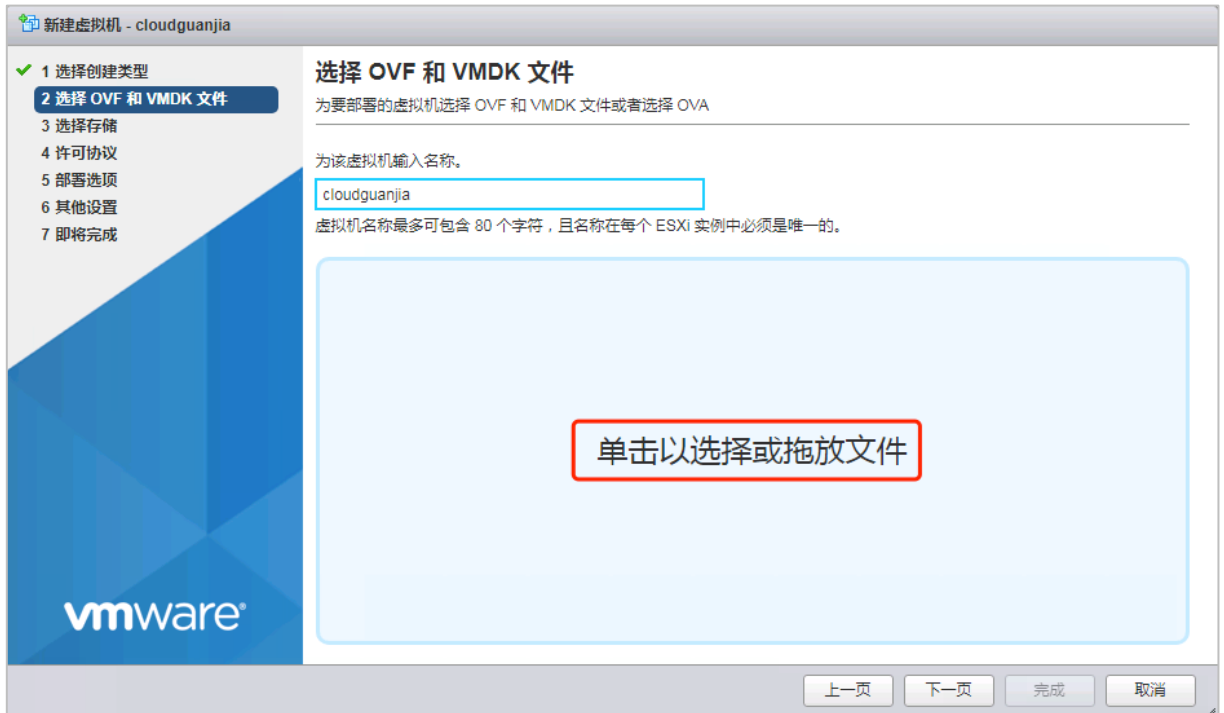 新建虚拟机 - cloudguanjia
1 选择创建类型
2 选择 OVF 和 VMDK 文件
3 选择存储
4 许可协议
5 部署选项
6 其他设置
7 即将完成
vmware®
选择 OVF 和 VMDK 文件
为要部署的虚拟机选择 OVF 和 VMDK 文件或者选择 OVA
为该虚拟机输入名称。
cloudguanjia
虚拟机名称最多可包含 80 个字符，且名称在每个 ESXi 实例中必须是唯一的。
单击以选择或拖放文件
上一页
下一页
完成
取消